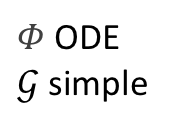 Φ ODE
𝒢 simple